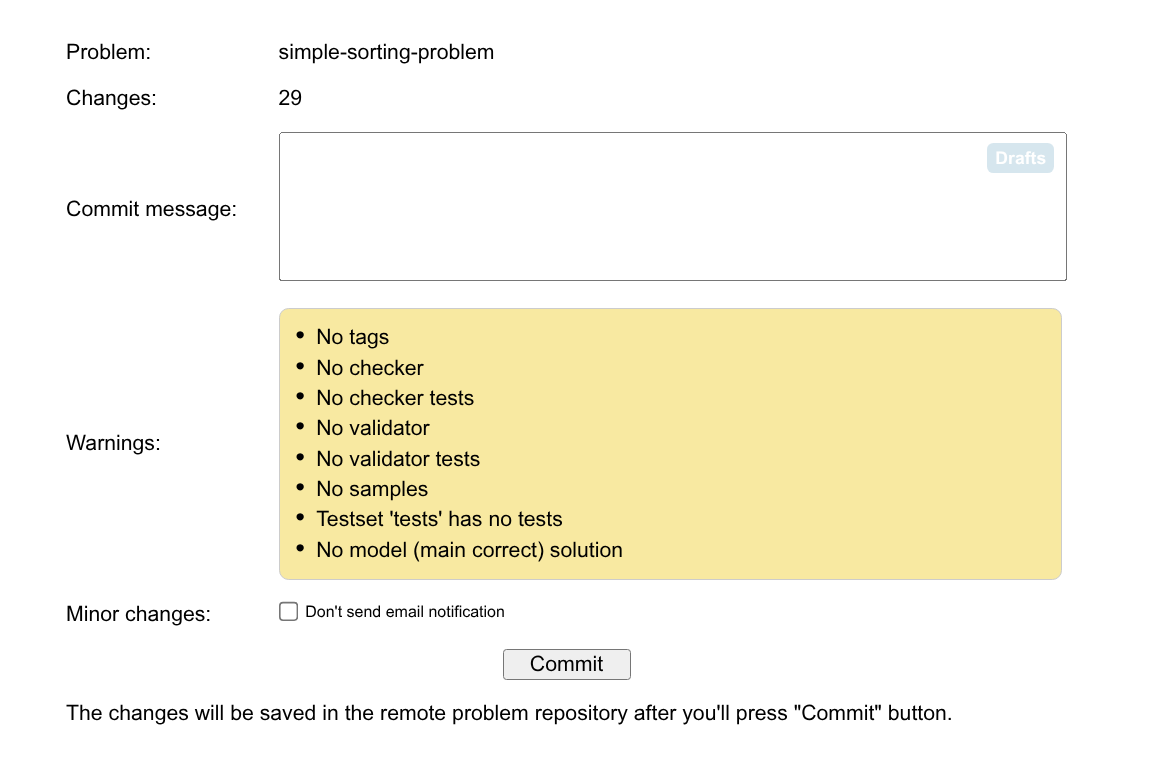 Problem: simple-sorting-problem
Changes: 29
Drafts
Commit message:
• No tags
• No checker
• No checker tests
• No validator
Warnings:
• No validator tests
• No samples
• Testset 'tests' has no tests
• No model (main correct) solution
Minor changes: Don't send email notification
Commit
The changes will be saved in the remote problem repository after you'll press "Commit" button.